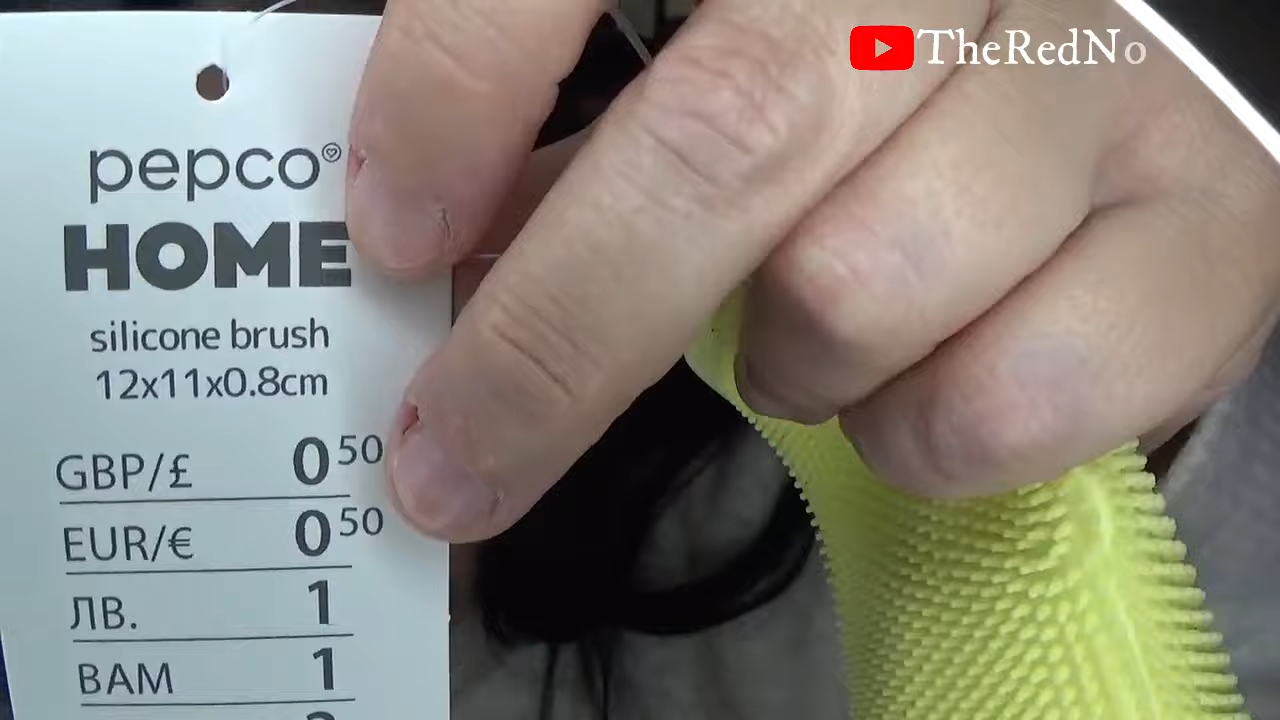 TheRedNo
pepco
HOME
silicone brush
12x11x0.8cm
GBP/£ 0 50
EUR/€ 0 50
ЛВ. 1
BAM 1